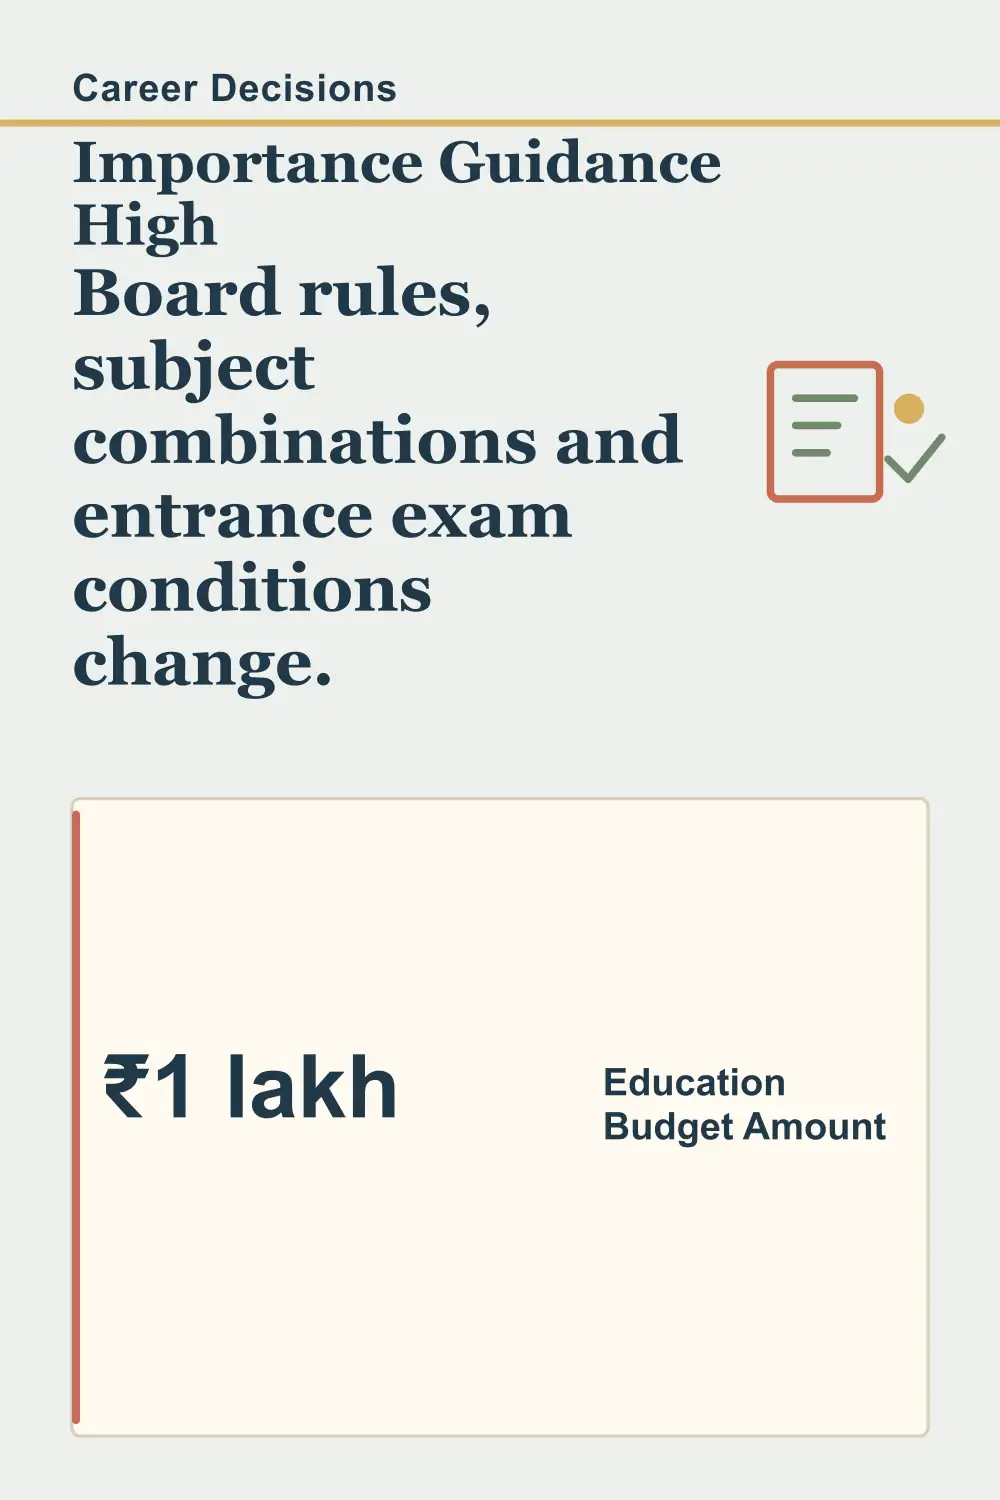 Career Decisions
Importance Guidance
High
Board rules,
subject
combinations and
entrance exam
conditions
change.
₹1 lakh
Education
Budget Amount